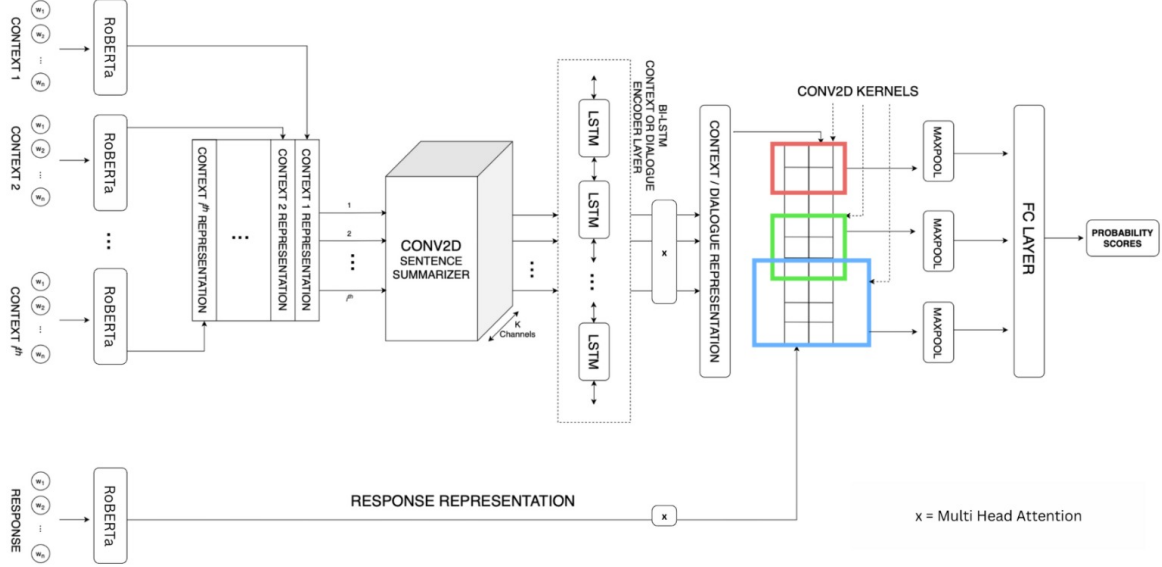 CONTEXT 1
w1
w2
...
wn
RoBERTa
CONTEXT 2
w1
w2
...
wn
RoBERTa
...
CONTEXT ith
w1
w2
...
wn
RoBERTa
CONTEXT ith REPRESENTATION
...
CONTEXT 2 REPRESENTATION
CONTEXT 1 REPRESENTATION
1
2
...
ith
CONV2D
SENTENCE
SUMMARIZER
K
Channels
...
LSTM
LSTM
...
LSTM
BI-LSTM
CONTEXT OR DIALOGUE
ENCODER LAYER
x
...
CONTEXT / DIALOGUE REPRESENTATION
CONV2D KERNELS
MAXPOOL
MAXPOOL
MAXPOOL
FC LAYER
PROBABILITY
SCORES
RESPONSE
w1
w2
...
wn
RoBERTa
RESPONSE REPRESENTATION
x
x = Multi Head Attention